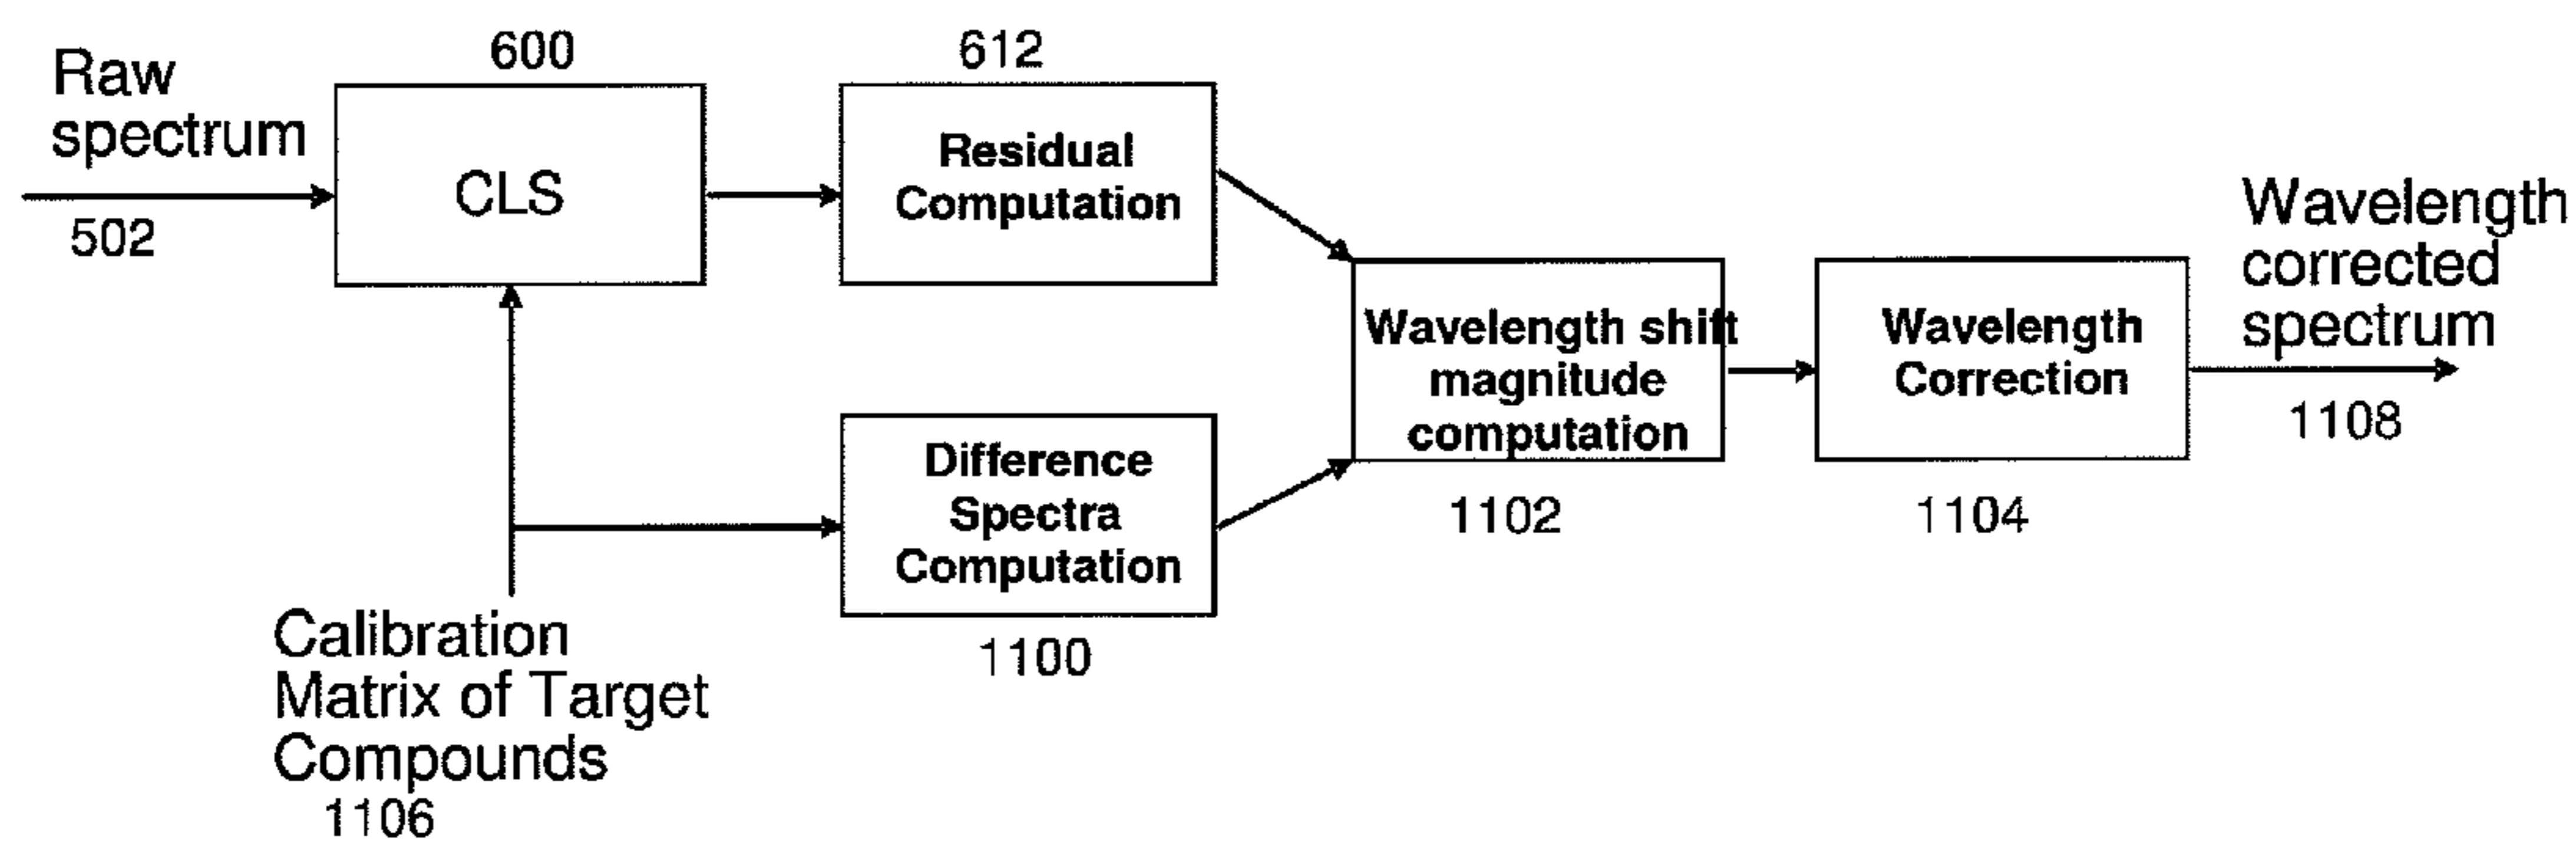 Raw
spectrum
502
600
CLS
612
Residual
Computation
Calibration
Matrix of Target
Compounds
1106
Difference
Spectra
Computation
1100
Wavelength shift
magnitude
computation
1102
Wavelength
Correction
1104
Wavelength
corrected
spectrum
1108